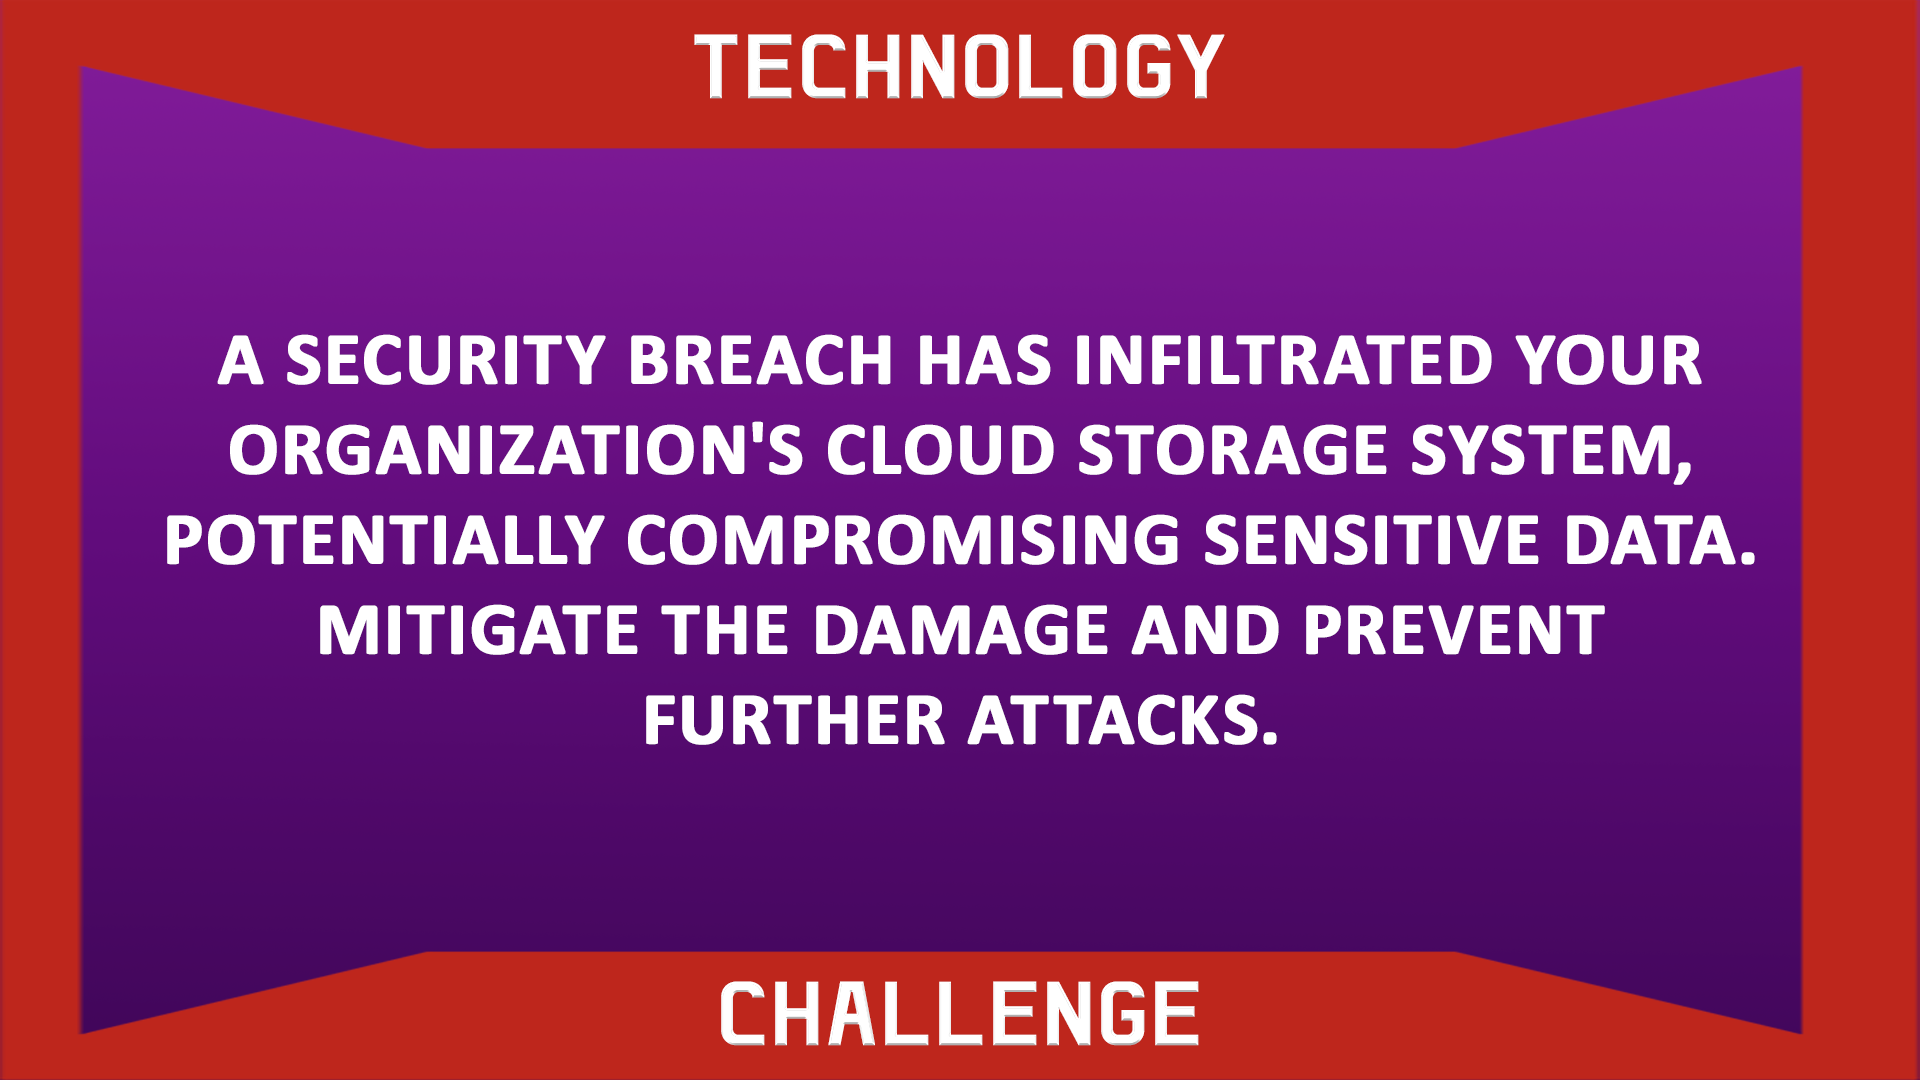 TECHNOLOGY
A SECURITY BREACH HAS INFILTRATED YOUR
ORGANIZATION'S CLOUD STORAGE SYSTEM,
POTENTIALLY COMPROMISING SENSITIVE DATA.
MITIGATE THE DAMAGE AND PREVENT
FURTHER ATTACKS.
CHALLENGE